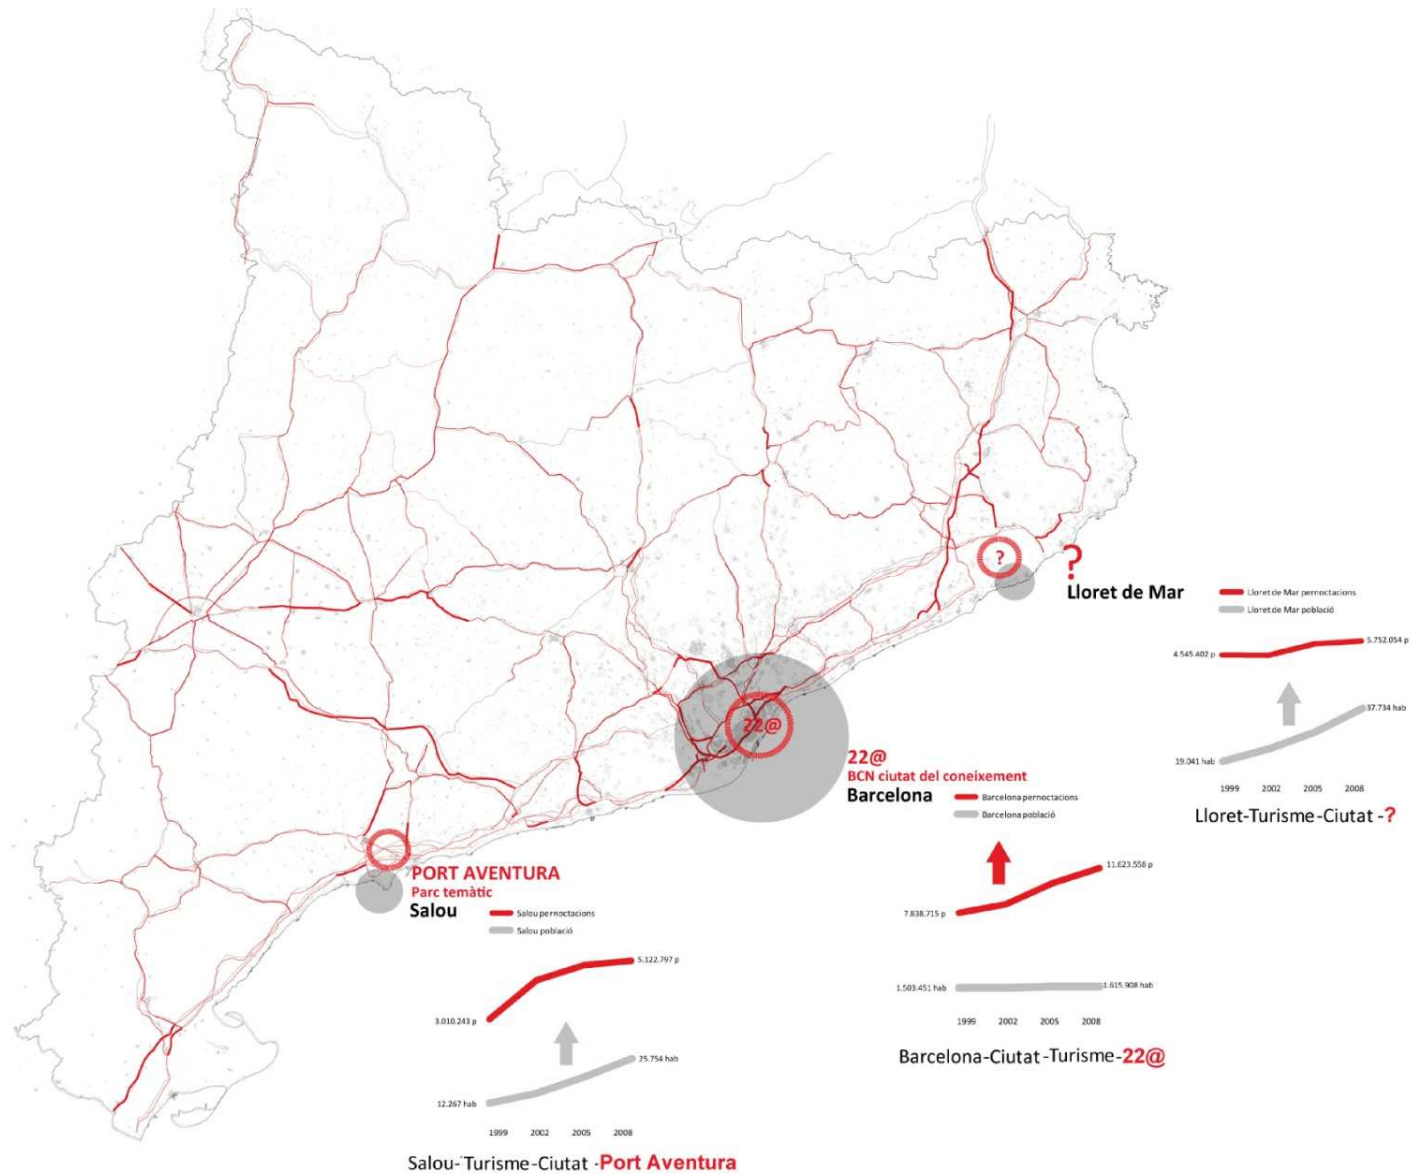 ?
?
Lloret de Mar
Lloret de Mar pernoctacions
Lloret de Mar població
4.545.402 p
5.752.054 p
37.734 hab
19.041 hab
1999 2002 2005 2008
Lloret-Turisme-Ciutat-?
22@
22@
BCN ciutat del coneixement
Barcelona
Barcelona pernoctacions
Barcelona població
11.623.558 p
7.838.715 p
1.503.451 hab
1.615.908 hab
1999 2002 2005 2008
Barcelona-Ciutat-Turisme-22@
PORT AVENTURA
Parc temàtic
Salou
Salou pernoctacions
Salou població
5.122.797 p
3.010.243 p
25.754 hab
12.267 hab
1999 2002 2005 2008
Salou-Turisme-Ciutat-Port Aventura